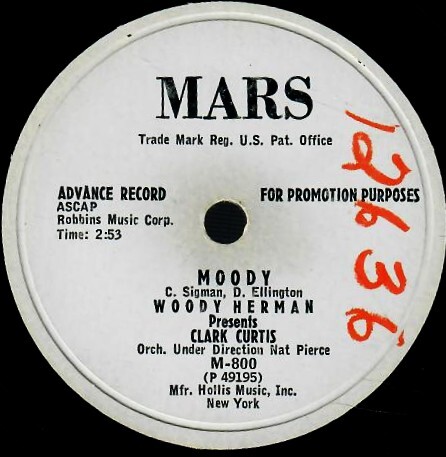 MARS
Trade Mark Reg. U.S. Pat. Office
ADVANCE RECORD
ASCAP
Robbins Music Corp.
Time: 2:53
FOR PROMOTION PURPOSES
12636
MOODY
C. Sigman, D. Ellington
WOODY HERMAN
Presents
CLARK CURTIS
Orch. Under Direction Nat Pierce
M-800
(P 49195)
Mfr. Hollis Music, Inc.
New York